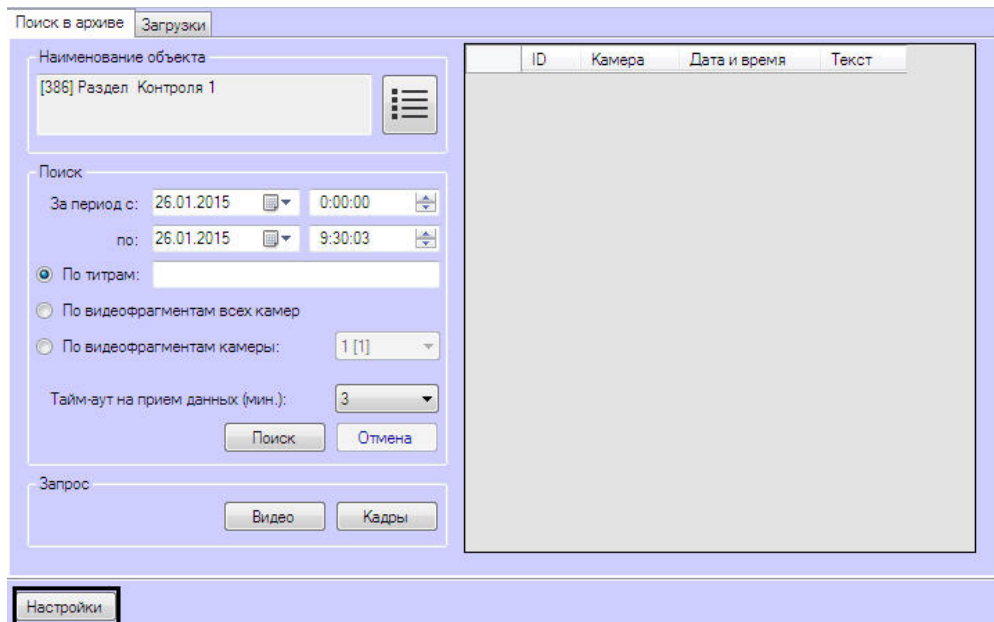 Поиск в архиве Загрузки
Наименование объекта
[386] Раздел Контроля 1
ID Камера Дата и время Текст
Поиск
За период с: 26.01.2015 0:00:00
по: 26.01.2015 9:30:03
По титрам:
По видеофрагментам всех камер
По видеофрагментам камеры: 1 [1]
Тайм-аут на прием данных (мин.): 3
Поиск Отмена
Запрос
Видео Кадры
Настройки